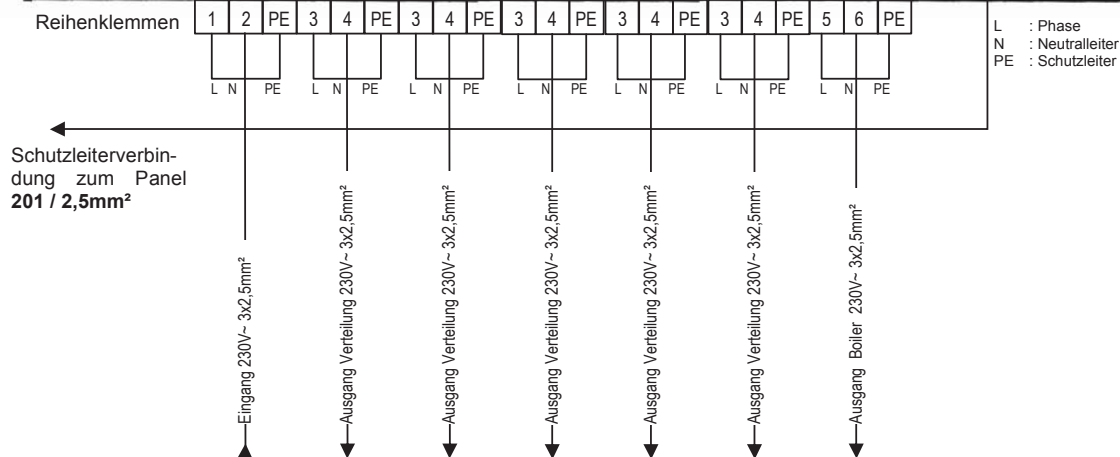 Reihenklemmen 1 2 PE 3 4 PE 3 4 PE 3 4 PE 3 4 PE 3 4 PE 5 6 PE
L : Phase
N : Neutralleiter
PE : Schutzleiter
L N PE L N PE L N PE L N PE L N PE L N PE L N PE
Schutzleiterverbin-
dung zum Panel
201 / 2,5mm²
Eingang 230V~ 3x2,5mm²
Ausgang Verteilung 230V~ 3x2,5mm²
Ausgang Verteilung 230V~ 3x2,5mm²
Ausgang Verteilung 230V~ 3x2,5mm²
Ausgang Verteilung 230V~ 3x2,5mm²
Ausgang Verteilung 230V~ 3x2,5mm²
Ausgang Boiler 230V~ 3x2,5mm²